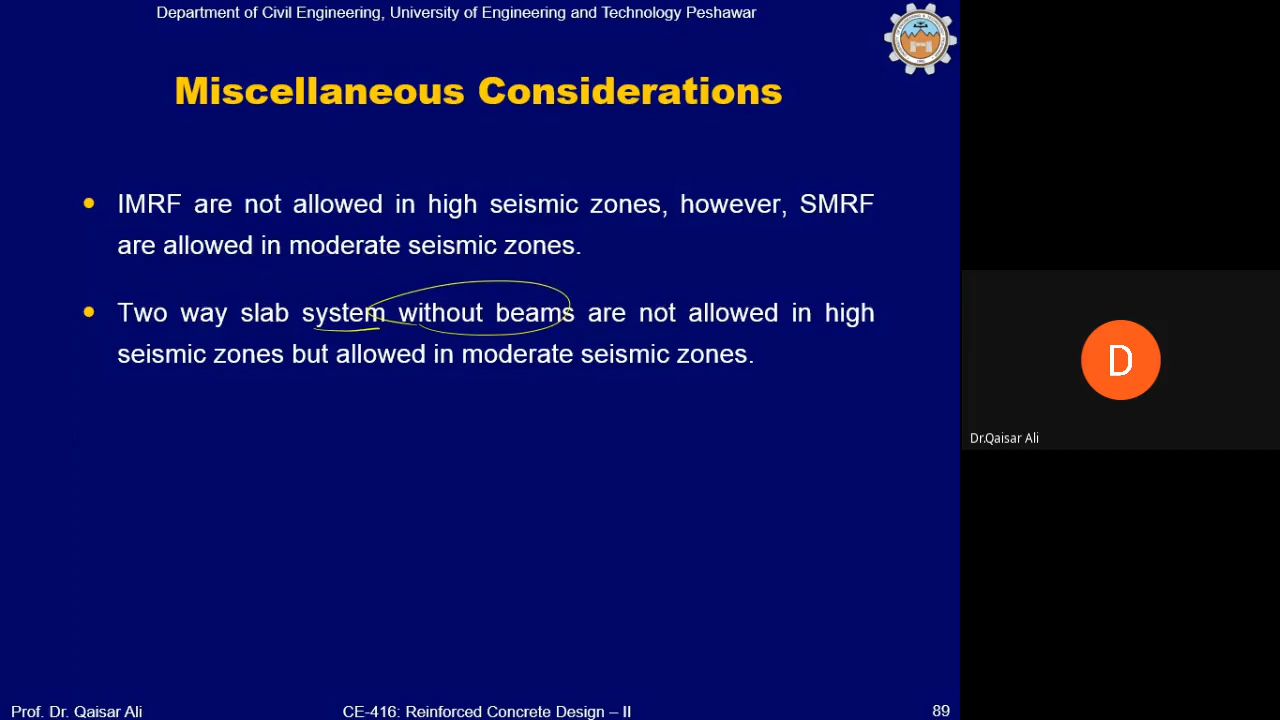 Department of Civil Engineering, University of Engineering and Technology Peshawar
Miscellaneous Considerations
• IMRF are not allowed in high seismic zones, however, SMRF
are allowed in moderate seismic zones.
• Two way slab system without beams are not allowed in high
seismic zones but allowed in moderate seismic zones.
D
Dr.Qaisar Ali
Prof. Dr. Qaisar Ali
CE-416: Reinforced Concrete Design – II
89